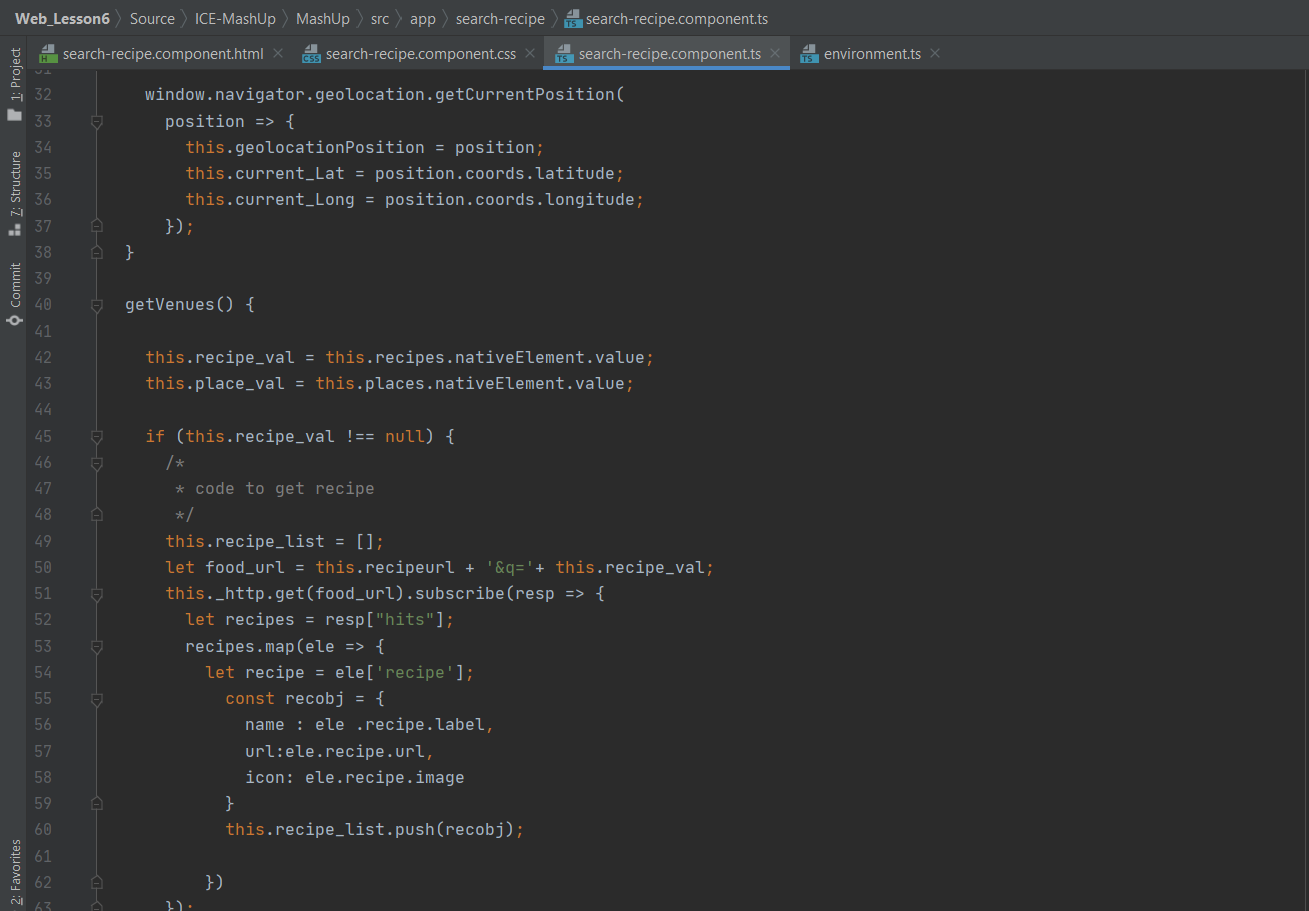 Web_Lesson6 〉 Source 〉 ICE-MashUp 〉 MashUp 〉 src 〉 app 〉 search-recipe 〉 TS search-recipe.component.ts
H search-recipe.component.html × CSS search-recipe.component.css × TS search-recipe.component.ts × TS environment.ts ×
1: Project
7: Structure
Commit
2: Favorites
31
32 window.navigator.geolocation.getCurrentPosition(
33 position => {
34 this.geolocationPosition = position;
35 this.current_Lat = position.coords.latitude;
36 this.current_Long = position.coords.longitude;
37 });
38 }
39
40 getVenues() {
41
42 this.recipe_val = this.recipes.nativeElement.value;
43 this.place_val = this.places.nativeElement.value;
44
45 if (this.recipe_val !== null) {
46 /*
47 * code to get recipe
48 */
49 this.recipe_list = [];
50 let food_url = this.recipeurl + '&q='+ this.recipe_val;
51 this._http.get(food_url).subscribe(resp => {
52 let recipes = resp["hits"];
53 recipes.map(ele => {
54 let recipe = ele['recipe'];
55 const recobj = {
56 name : ele .recipe.label,
57 url:ele.recipe.url,
58 icon: ele.recipe.image
59 }
60 this.recipe_list.push(recobj);
61
62 })
63 });